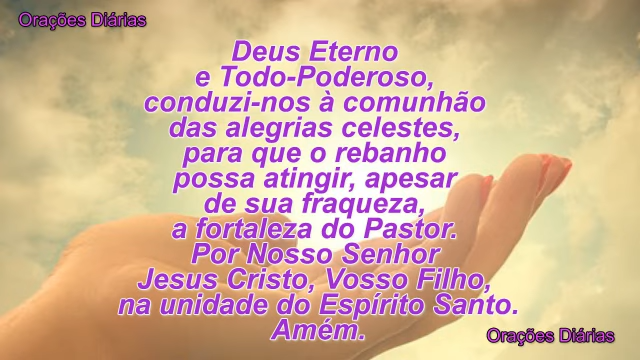 Orações Diárias
Deus Eterno
e Todo-Poderoso,
conduzi-nos à comunhão
das alegrias celestes,
para que o rebanho
possa atingir, apesar
de sua fraqueza,
a fortaleza do Pastor.
Por Nosso Senhor
Jesus Cristo, Vosso Filho,
na unidade do Espírito Santo.
Amém.
Orações Diárias